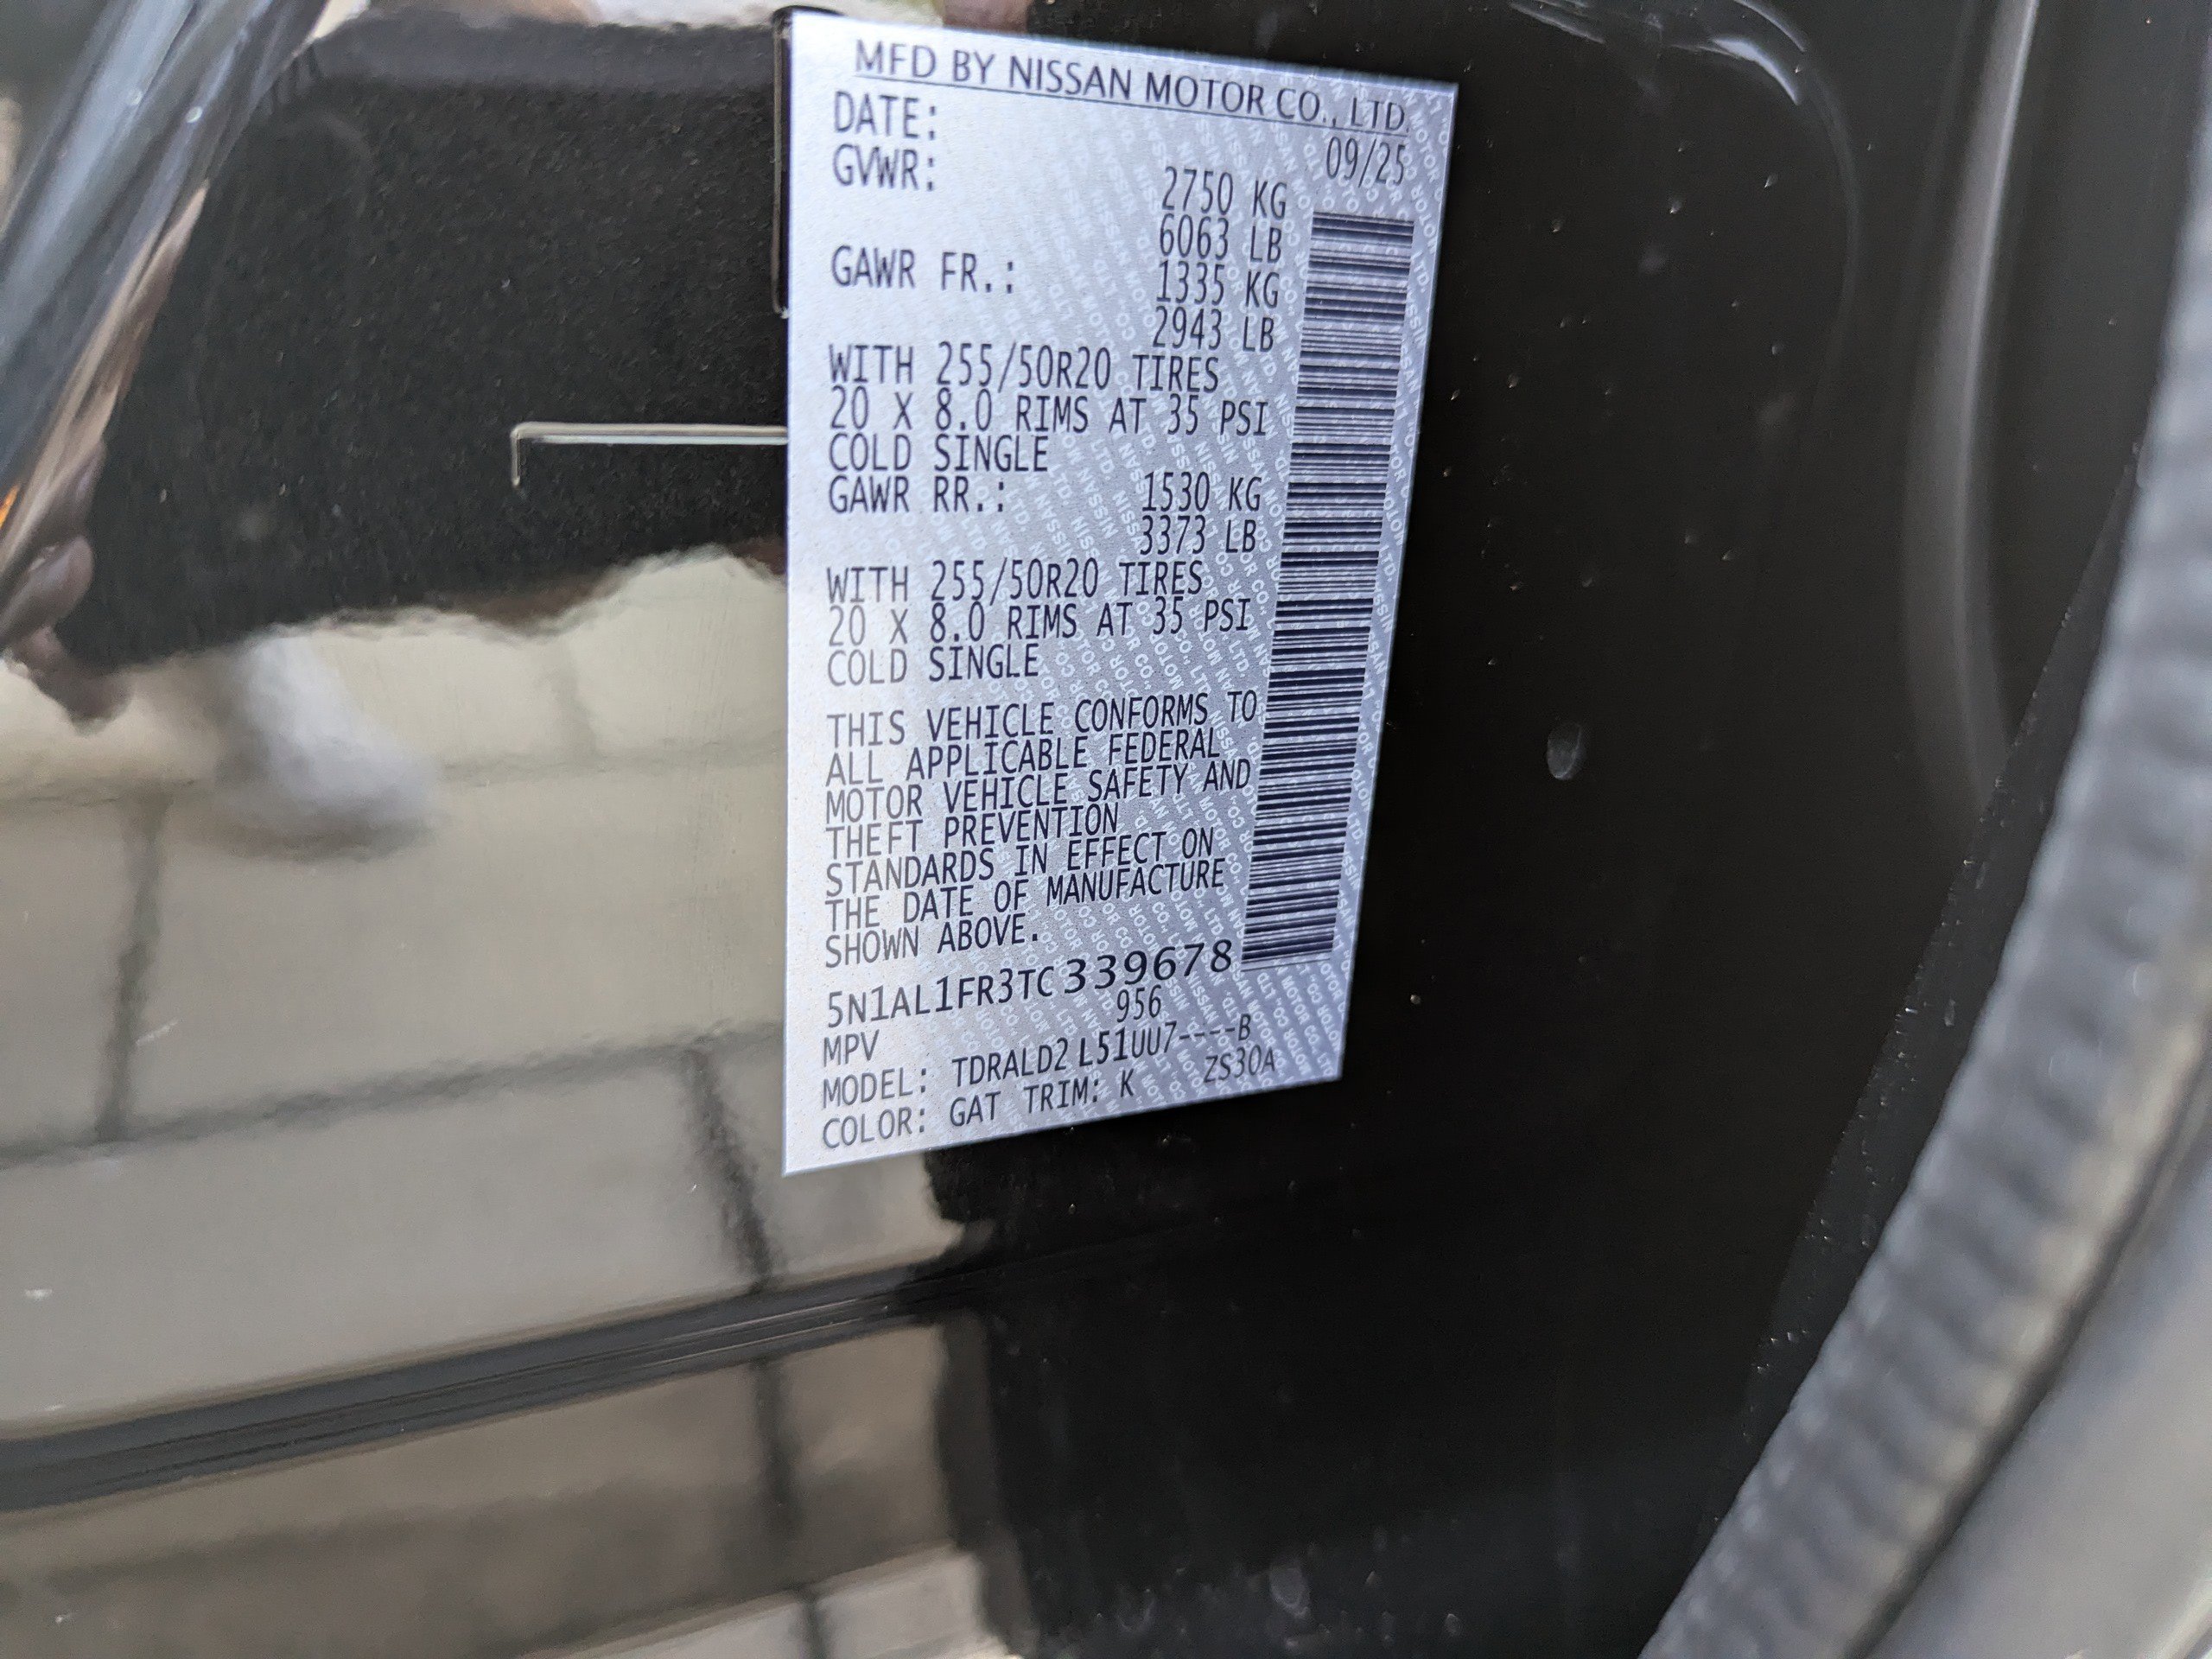 MFD BY NISSAN MOTOR CO., LTD.
DATE: 09/25
GVWR: 2750 KG
6063 LB
GAWR FR.: 1335 KG
2943 LB
WITH 255/50R20 TIRES
20 X 8.0 RIMS AT 35 PSI
COLD SINGLE
GAWR RR.: 1530 KG
3373 LB
WITH 255/50R20 TIRES
20 X 8.0 RIMS AT 35 PSI
COLD SINGLE
THIS VEHICLE CONFORMS TO
ALL APPLICABLE FEDERAL
MOTOR VEHICLE SAFETY AND
THEFT PREVENTION
STANDARDS IN EFFECT ON
THE DATE OF MANUFACTURE
SHOWN ABOVE.
5N1AL1FR3TC339678
MPV 956
MODEL: TDRALD2 L51UU7----B
COLOR: GAT TRIM: K ZS30A